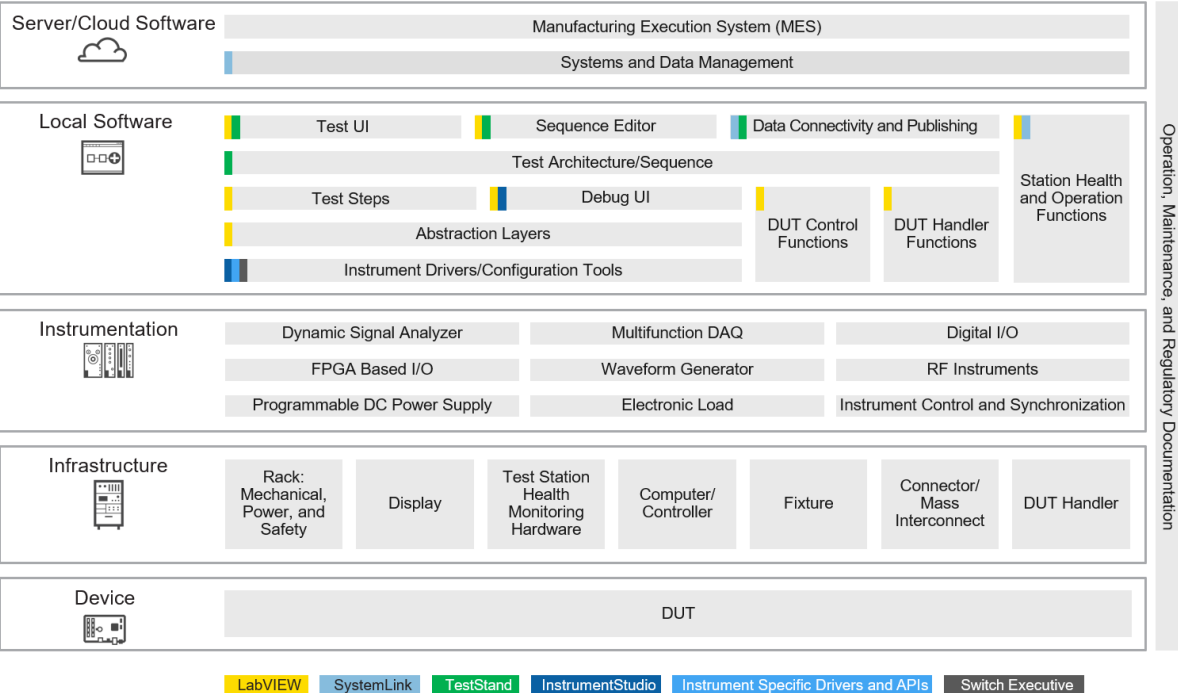 Server/Cloud Software
Manufacturing Execution System (MES)
Systems and Data Management
Local Software
Test UI
Sequence Editor
Data Connectivity and Publishing
Test Architecture/Sequence
Station Health
and Operation
Functions
Test Steps
Debug UI
DUT Control
Functions
DUT Handler
Functions
Abstraction Layers
Instrument Drivers/Configuration Tools
Instrumentation
Dynamic Signal Analyzer
Multifunction DAQ
Digital I/O
FPGA Based I/O
Waveform Generator
RF Instruments
Programmable DC Power Supply
Electronic Load
Instrument Control and Synchronization
Infrastructure
Rack:
Mechanical,
Power, and
Safety
Display
Test Station
Health
Monitoring
Hardware
Computer/
Controller
Fixture
Connector/
Mass
Interconnect
DUT Handler
Device
DUT
Operation, Maintenance, and Regulatory Documentation
LabVIEW
SystemLink
TestStand
InstrumentStudio
Instrument Specific Drivers and APIs
Switch Executive